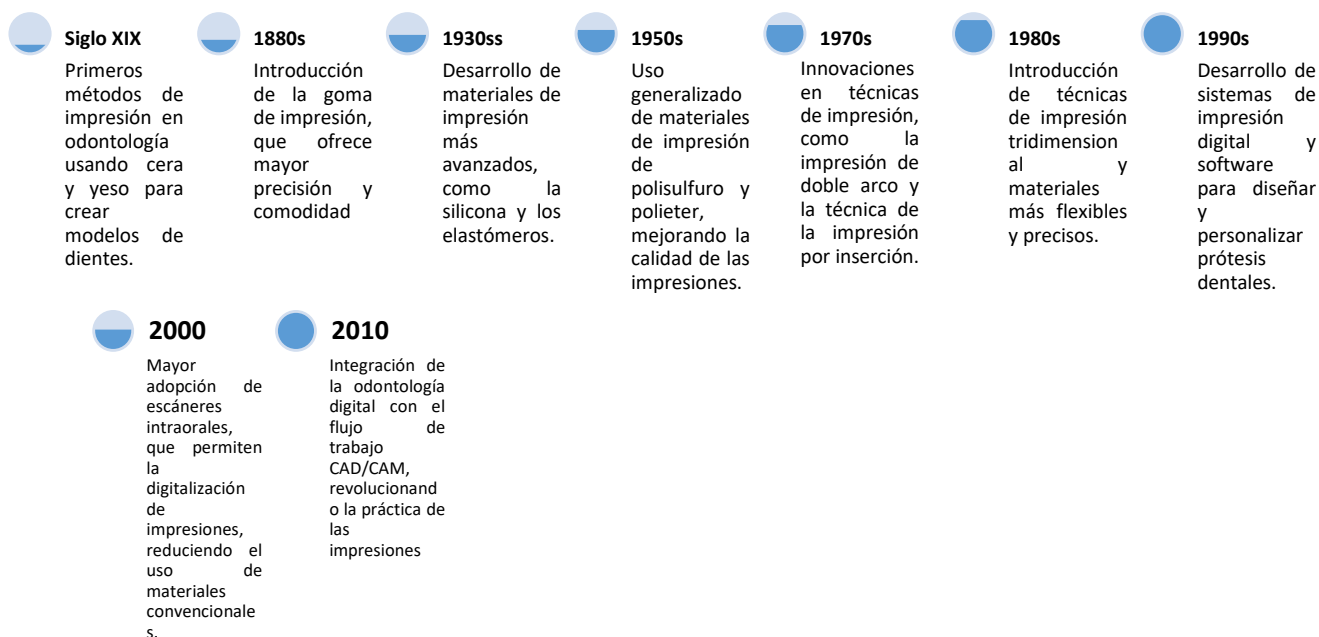 Siglo XIX
Primeros
métodos de
impresión en
odontología
usando cera
y yeso para
crear
modelos de
dientes.
1880s
Introducción
de la goma
de impresión,
que ofrece
mayor
precisión y
comodidad
1930ss
Desarrollo de
materiales de
impresión
más
avanzados,
como la
silicona y los
elastómeros.
1950s
Uso
generalizado
de materiales
de impresión
de
polisulfuro y
polieter,
mejorando la
calidad de las
impresiones.
1970s
Innovaciones
en técnicas
de impresión,
como la
impresión de
doble arco y
la técnica de
la impresión
por inserción.
1980s
Introducción
de técnicas
de impresión
tridimension
al y
materiales
más flexibles
y precisos.
1990s
Desarrollo de
sistemas de
impresión
digital y
software
para diseñar
y
personalizar
prótesis
dentales.
2000
Mayor
adopción de
escáneres
intraorales,
que permiten
la
digitalización
de
impresiones,
reduciendo el
uso de
materiales
convencionale
s.
2010
Integración de
la odontología
digital con el
flujo de
trabajo
CAD/CAM,
revolucionand
o la práctica de
las
impresiones